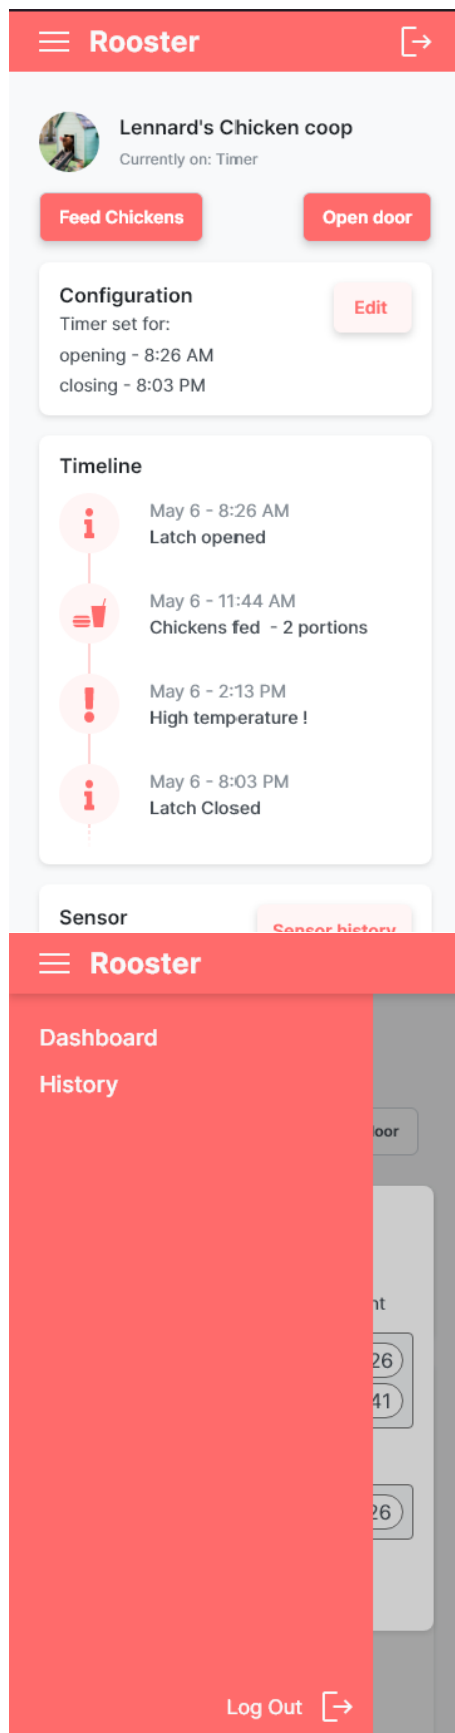 Rooster
Lennard's Chicken coop
Currently on: Timer
Feed Chickens
Open door
Configuration
Edit
Timer set for:
opening - 8:26 AM
closing - 8:03 PM
Timeline
May 6 - 8:26 AM
Latch opened
May 6 - 11:44 AM
Chickens fed - 2 portions
May 6 - 2:13 PM
High temperature !
May 6 - 8:03 PM
Latch Closed
Sensor
Sensor history
Rooster
Dashboard
History
oor
nt
26
41
26
Log Out